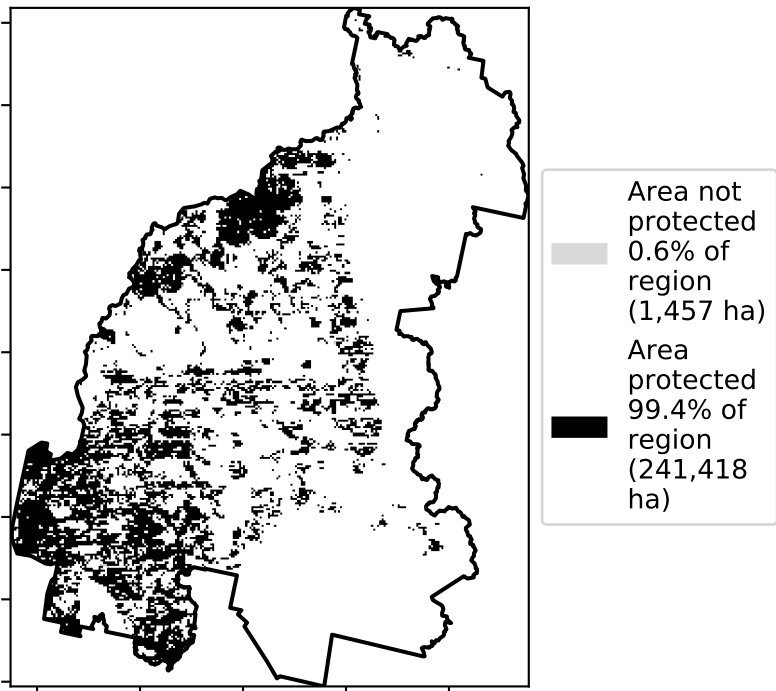 Area not
protected
0.6% of
region
(1,457 ha)
Area
protected
99.4% of
region
(241,418
ha)